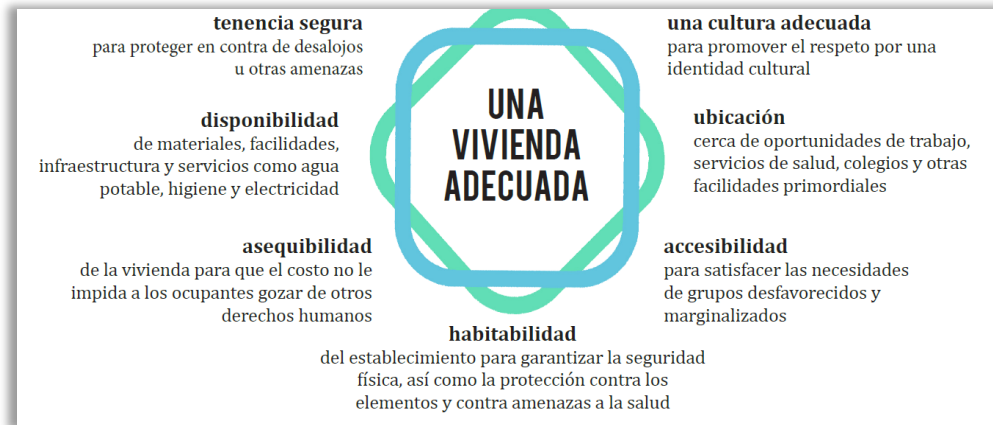 tenencia segura
para proteger en contra de desalojos
u otras amenazas
una cultura adecuada
para promover el respeto por una
identidad cultural
UNA
VIVIENDA
ADECUADA
disponibilidad
de materiales, facilidades,
infraestructura y servicios como agua
potable, higiene y electricidad
ubicación
cerca de oportunidades de trabajo,
servicios de salud, colegios y otras
facilidades primordiales
asequibilidad
de la vivienda para que el costo no le
impida a los ocupantes gozar de otros
derechos humanos
accesibilidad
para satisfacer las necesidades
de grupos desfavorecidos y
marginalizados
habitabilidad
del establecimiento para garantizar la seguridad
física, así como la protección contra los
elementos y contra amenazas a la salud